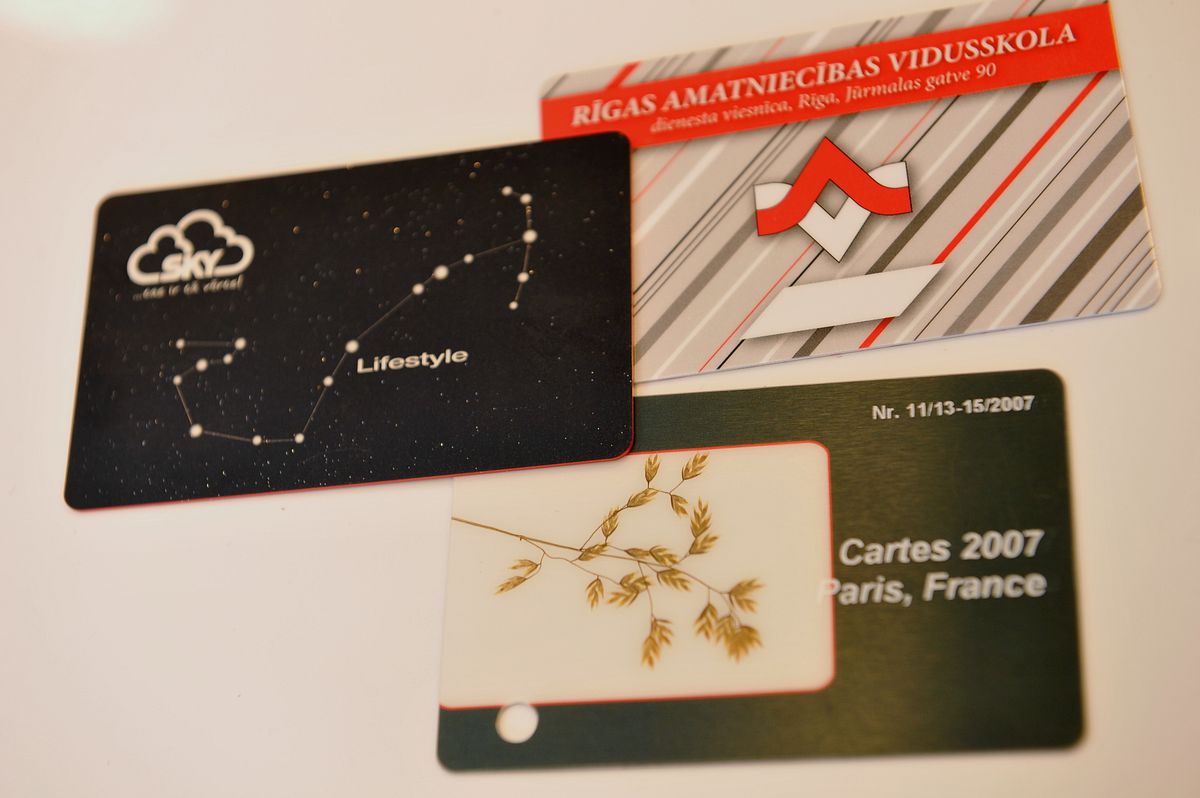 RĪGAS AMATNIECĪBAS VIDUSSKOLA
dienesta viesnīca, Rīga, Jūrmalas gatve 90
SKY
Lifestyle
Nr. 11/13-15/2007
Cartes 2007
Paris, France